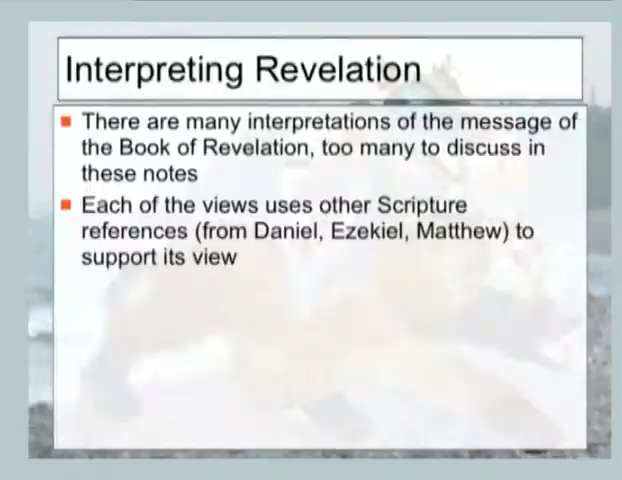 Interpreting Revelation
There are many interpretations of the message of
the Book of Revelation, too many to discuss in
these notes
Each of the views uses other Scripture
references (from Daniel, Ezekiel, Matthew) to
support its view